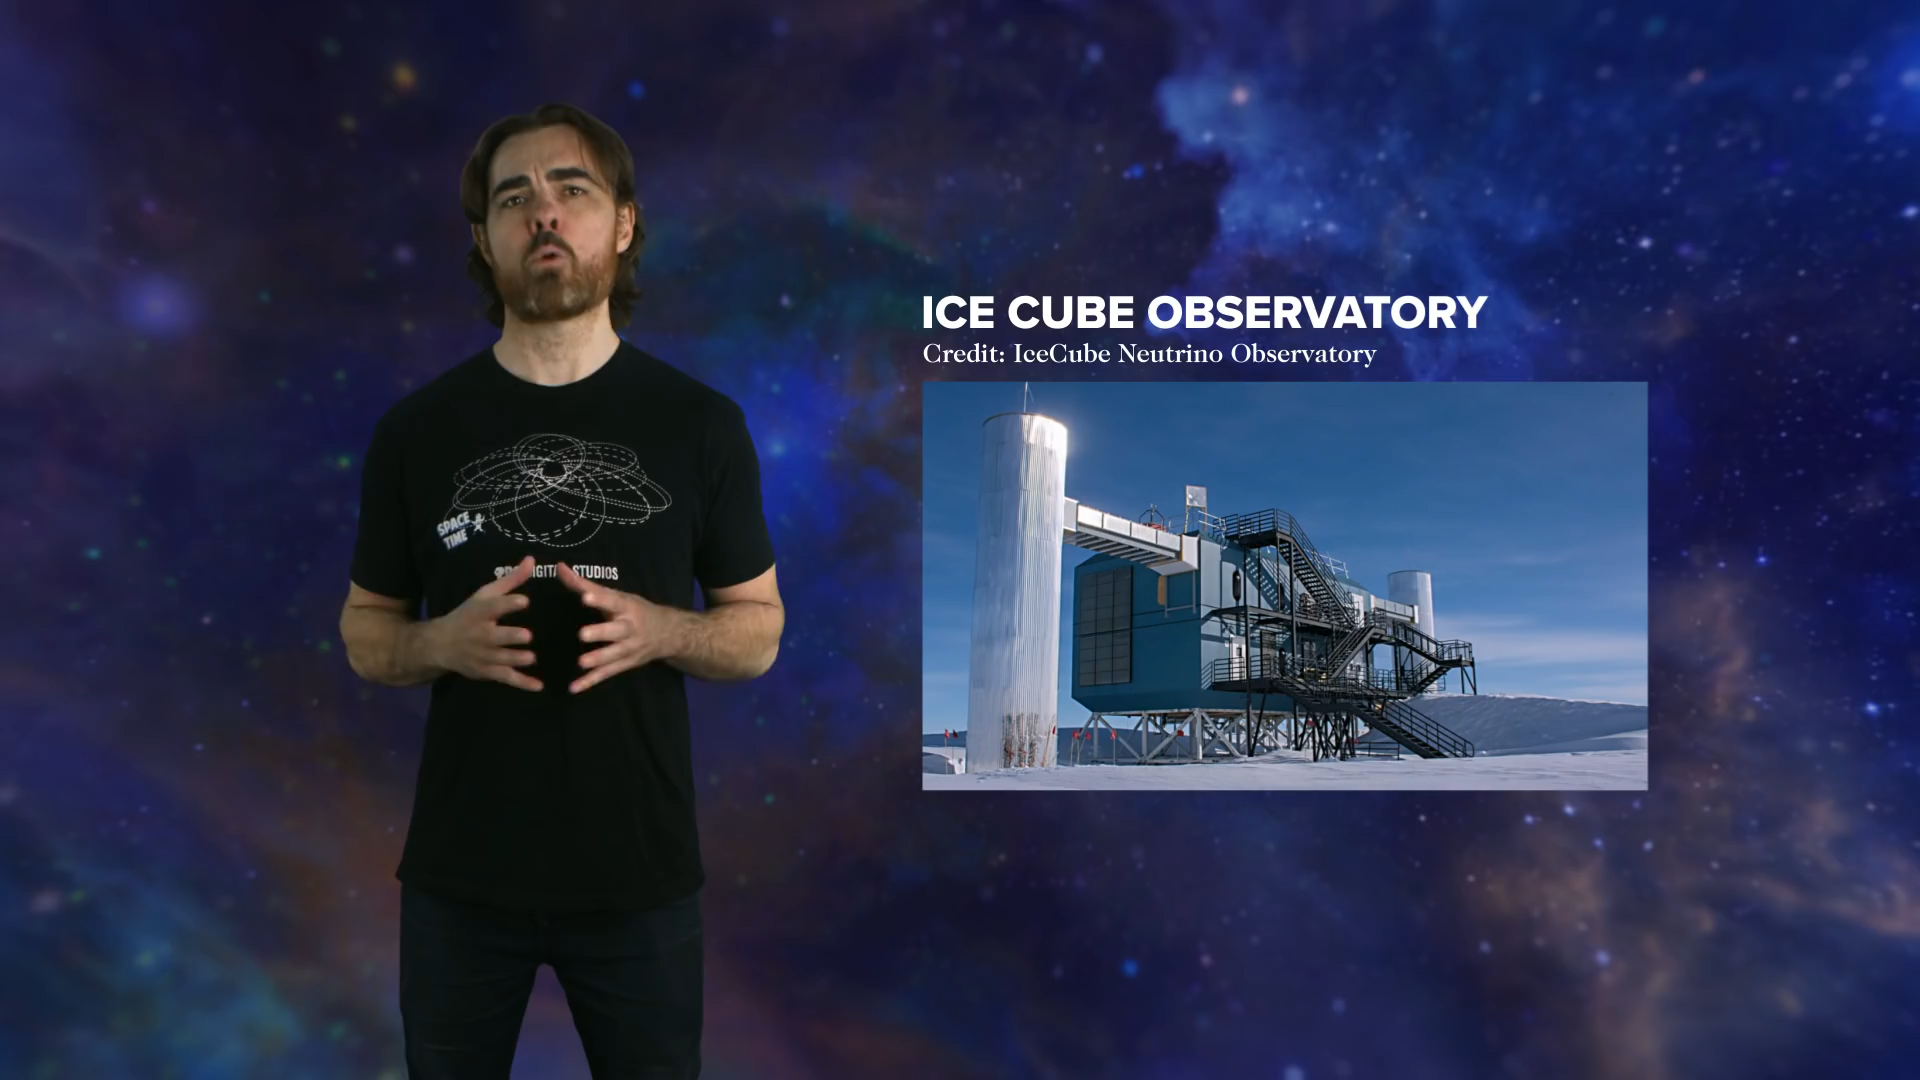 ICE CUBE OBSERVATORY
Credit: IceCube Neutrino Observatory
SPACE
TIME
STUDIOS